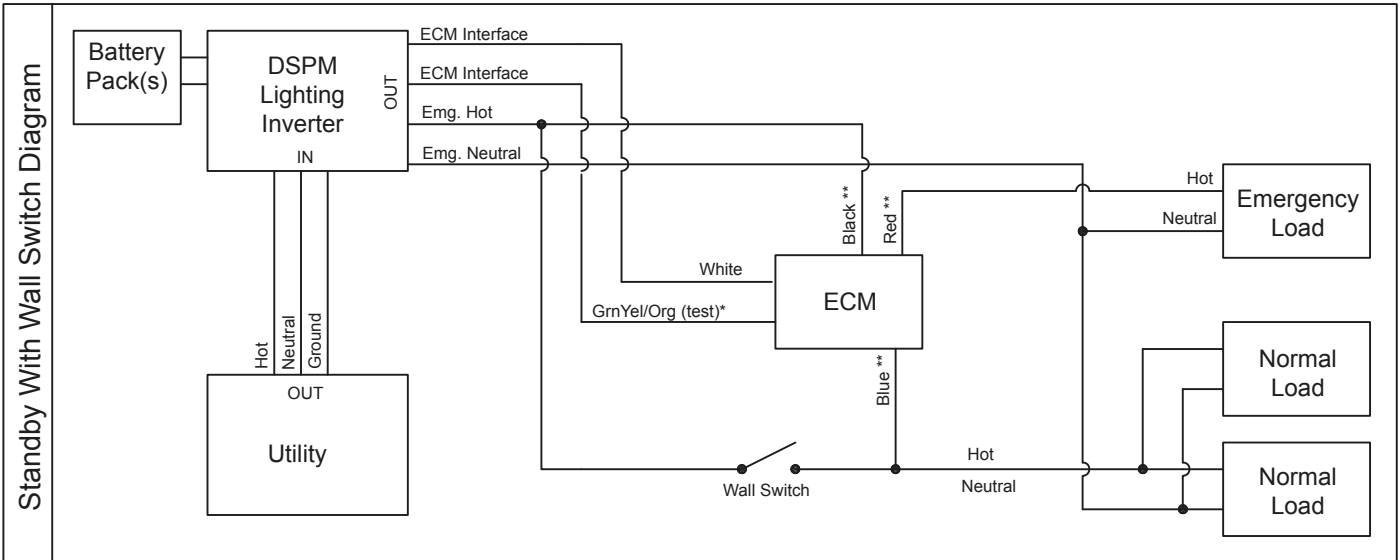 Standby With Wall Switch Diagram
Battery
Pack(s)
DSPM
Lighting
Inverter
OUT
IN
ECM Interface
ECM Interface
Emg. Hot
Emg. Neutral
Hot
Neutral
Ground
OUT
Utility
White
GrnYel/Org (test)*
Black **
Red **
ECM
Blue **
Wall Switch
Hot
Neutral
Hot
Neutral
Emergency
Load
Normal
Load
Normal
Load